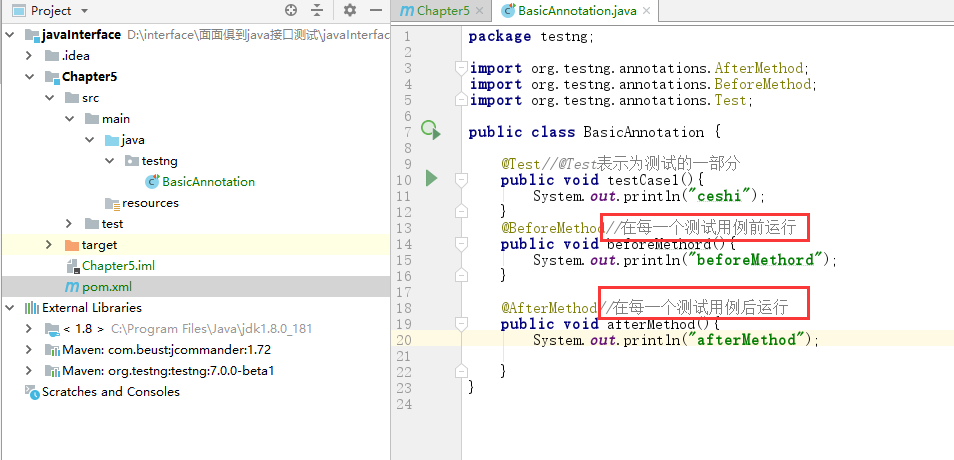 Project
javaInterface D:\interface\面面俱到java接口测试\javaInterfac
.idea
Chapter5
src
main
java
testng
BasicAnnotation
resources
test
target
Chapter5.iml
pom.xml
External Libraries
< 1.8 > C:\Program Files\Java\jdk1.8.0_181
Maven: com.beust:jcommander:1.72
Maven: org.testng:testng:7.0.0-beta1
Scratches and Consoles
m Chapter5 × C BasicAnnotation.java ×
1 package testng;
2
3 import org.testng.annotations.AfterMethod;
4 import org.testng.annotations.BeforeMethod;
5 import org.testng.annotations.Test;
6
7 public class BasicAnnotation {
8
9 @Test//@Test表示为测试的一部分
10 public void testCase1(){
11 System.out.println("ceshi");
12 }
13 @BeforeMethod//在每一个测试用例前运行
14 public void beforeMethord(){
15 System.out.println("beforeMethord");
16 }
17
18 @AfterMethod//在每一个测试用例后运行
19 public void afterMethod(){
20 System.out.println("afterMethod");
21
22 }
23 }
24